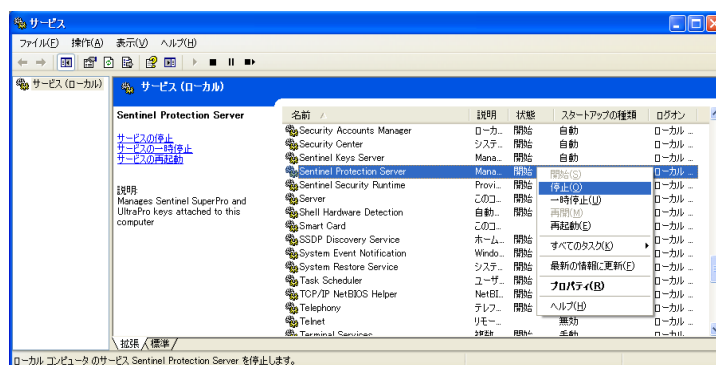 サービス
ファイル(F) 操作(A) 表示(V) ヘルプ(H)
サービス (ローカル)
サービス (ローカル)
Sentinel Protection Server
サービスの停止
サービスの一時停止
サービスの再起動
説明:
Manages Sentinel SuperPro and
UltraPro keys attached to this
computer
名前 説明 状態 スタートアップの種類 ログオン
Security Accounts Manager ローカ... 開始 自動 ローカル ...
Security Center システ... 開始 自動 ローカル ...
Sentinel Keys Server Mana... 開始 自動 ローカル ...
Sentinel Protection Server Mana... 開始 ローカル ...
Sentinel Security Runtime Provi... 開始 ローカル ...
Server このコ... 開始 ローカル ...
Shell Hardware Detection 自動... 開始 ローカル ...
Smart Card このコ... ローカル ...
SSDP Discovery Service ホーム... 開始 ローカル ...
System Event Notification Windo... 開始 ローカル ...
System Restore Service システ... 開始 ローカル ...
Task Scheduler ユーザ... 開始 ローカル ...
TCP/IP NetBIOS Helper NetBI... 開始 ローカル ...
Telephony テレフ... 開始 ローカル ...
Telnet リモー... 無効 ローカル ...
Terminal Services 複数 開始 手動 ローカル ...
開始(S)
停止(O)
一時停止(U)
再開(M)
再起動(E)
すべてのタスク(K)
最新の情報に更新(F)
プロパティ(R)
ヘルプ(H)
拡張 標準
ローカル コンピュータ のサービス Sentinel Protection Server を停止します。